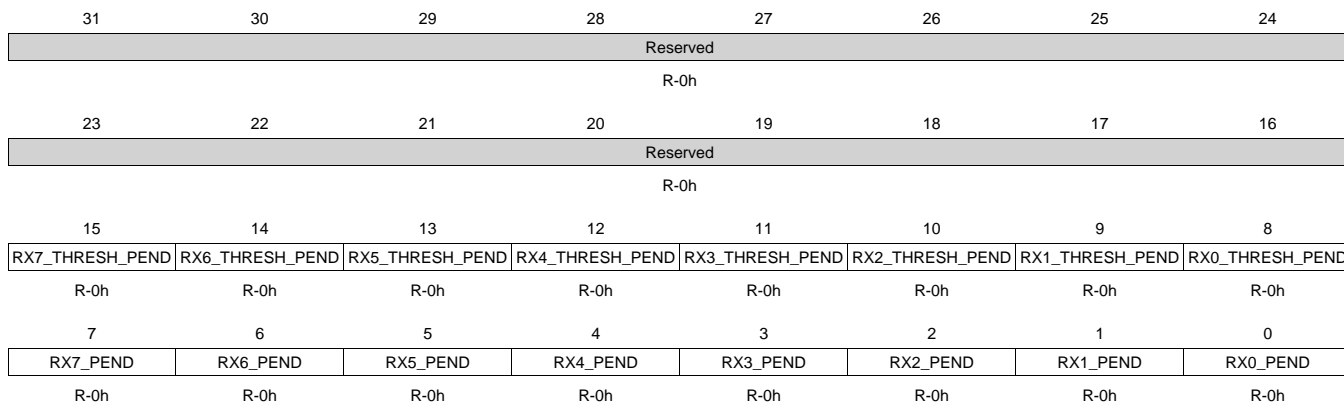 31 30 29 28 27 26 25 24
Reserved
R-0h
23 22 21 20 19 18 17 16
Reserved
R-0h
15 14 13 12 11 10 9 8
RX7_THRESH_PEND RX6_THRESH_PEND RX5_THRESH_PEND RX4_THRESH_PEND RX3_THRESH_PEND RX2_THRESH_PEND RX1_THRESH_PEND RX0_THRESH_PEND
R-0h R-0h R-0h R-0h R-0h R-0h R-0h R-0h
7 6 5 4 3 2 1 0
RX7_PEND RX6_PEND RX5_PEND RX4_PEND RX3_PEND RX2_PEND RX1_PEND RX0_PEND
R-0h R-0h R-0h R-0h R-0h R-0h R-0h R-0h